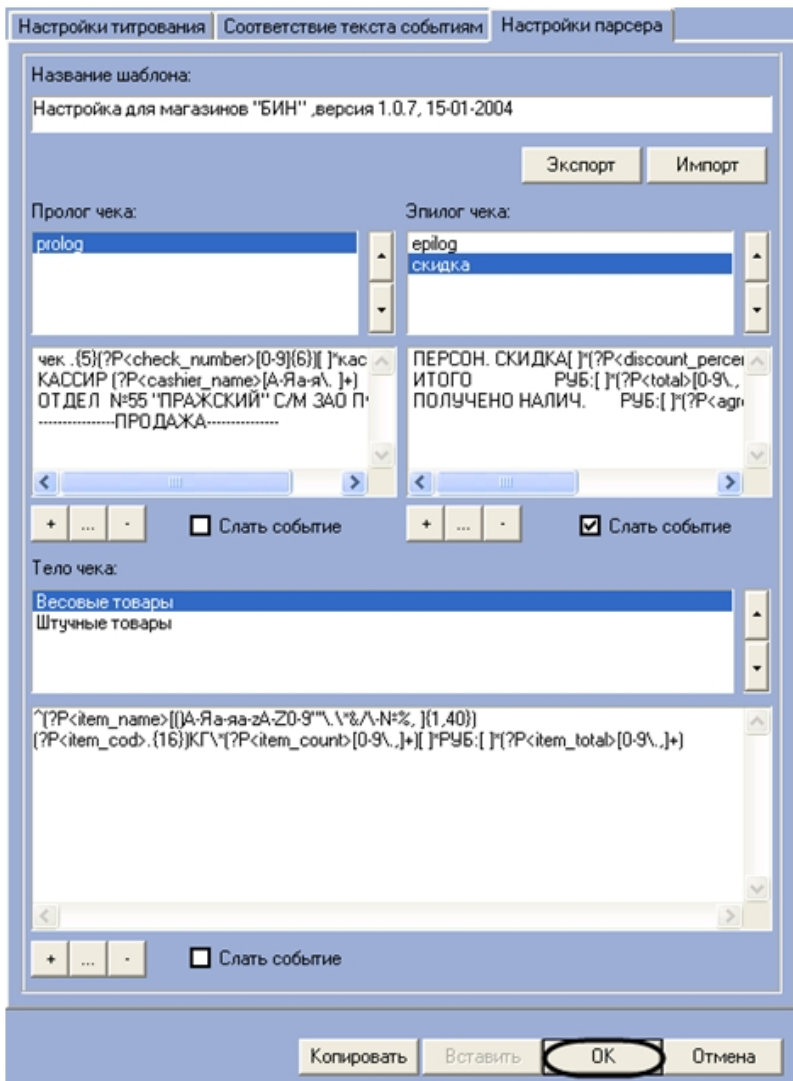 Настройки титрования
Соответствие текста событиям
Настройки парсера
Название шаблона:
Настройка для магазинов "БИН" ,версия 1.0.7, 15-01-2004
Экспорт
Импорт
Пролог чека:
Эпилог чека:
prolog
epilog
скидка
чек .{5}(?P<check_number>[0-9]{6})[ ]*кас
КАССИР (?P<cashier_name>[А-Яа-я\. ]+)
ОТДЕЛ №55 "ПРАЖСКИЙ" С/М ЗАО П
----------------ПРОДАЖА---------------
ПЕРСОН. СКИДКА[ ]*(?P<discount_percer
ИТОГО РУБ:[ ]*(?P<total>[0-9\.,
ПОЛУЧЕНО НАЛИЧ. РУБ:[ ]*(?P<agr
+ ... -
Слать событие
+ ... -
Слать событие
Тело чека:
Весовые товары
Штучные товары
^(?P<item_name>[()А-Яа-яa-zA-Z0-9'"\.\*&/\-№%, ]{1,40})
(?P<item_cod>.{16})КГ\*(?P<item_count>[0-9\.,]+)[ ]*РУБ:[ ]*(?P<item_total>[0-9\.,]+)
+ ... -
Слать событие
Копировать
Вставить
OK
Отмена